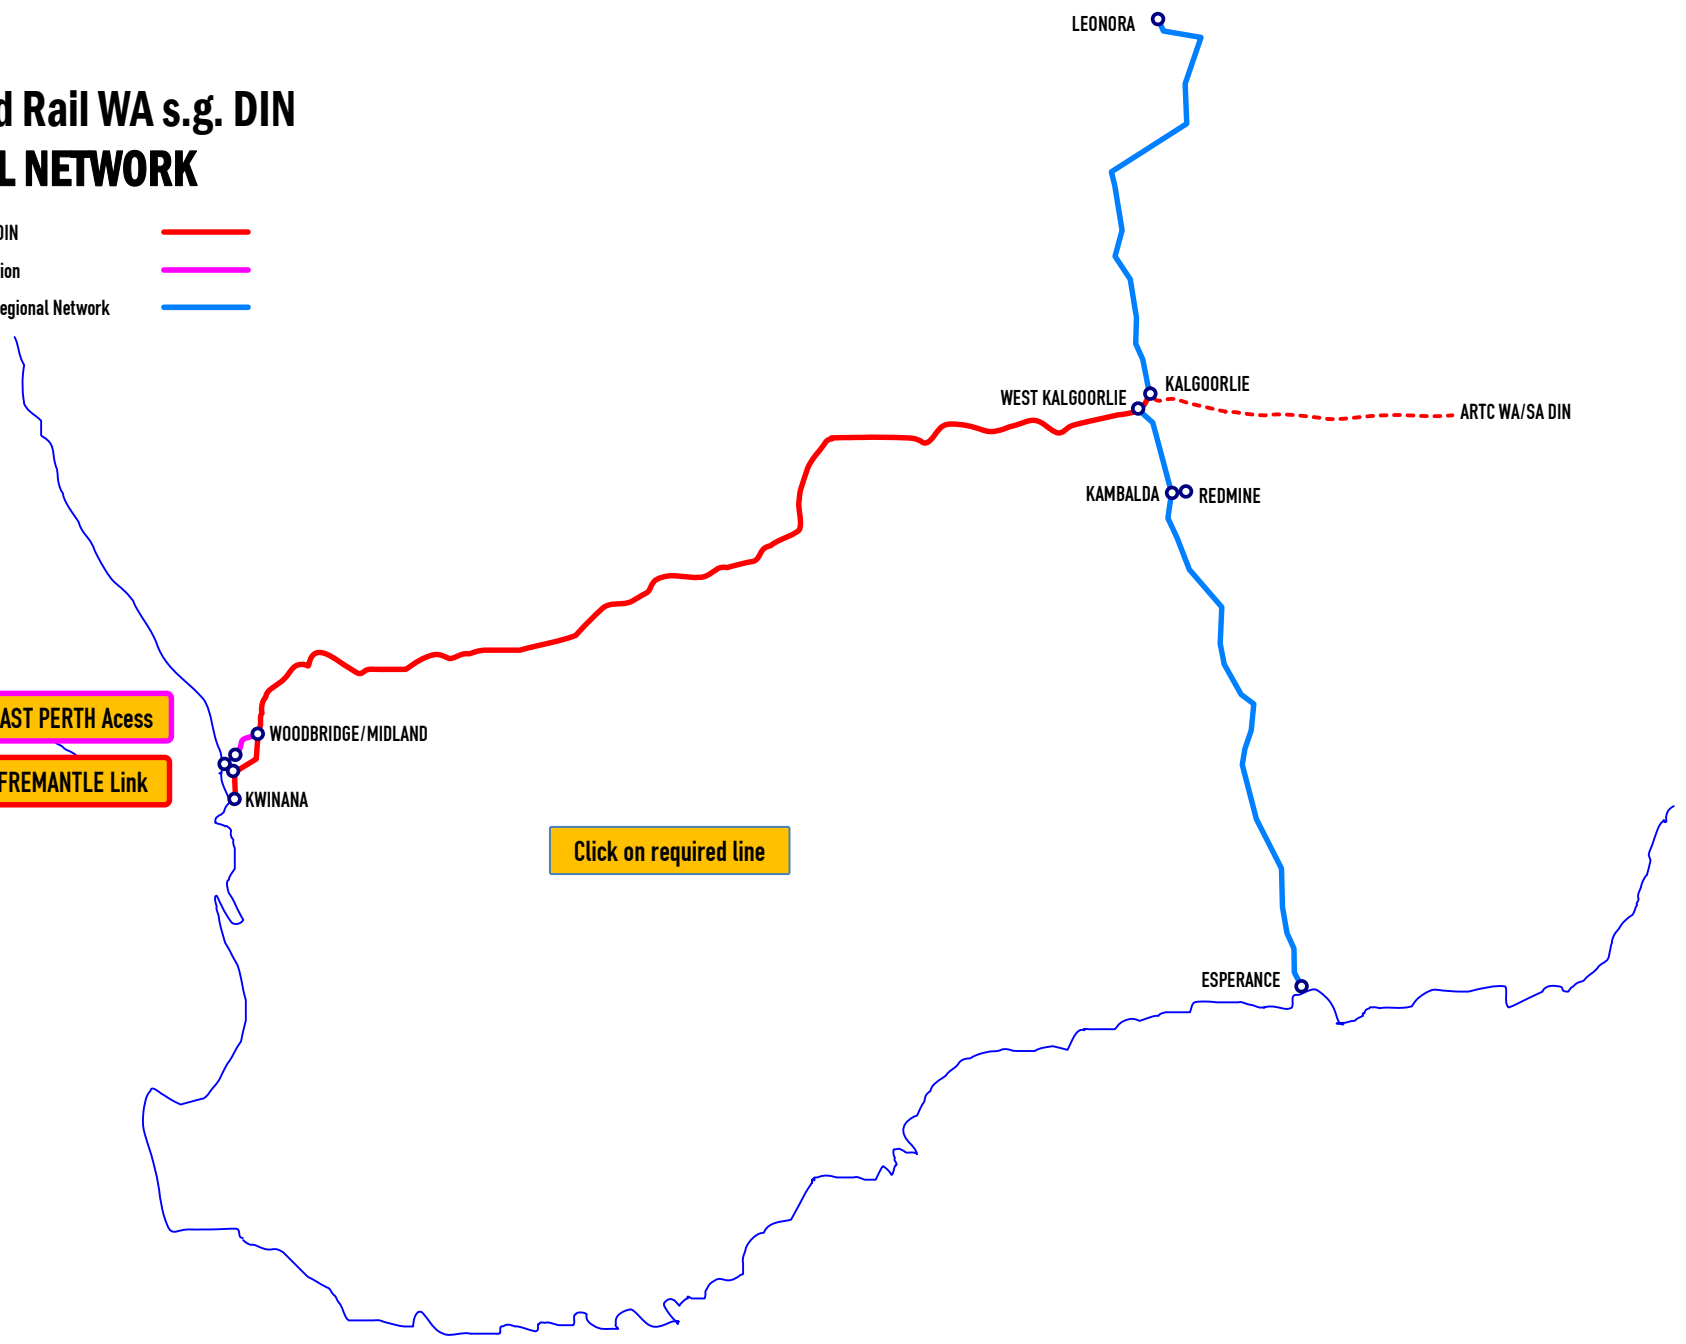 LEONORA
d Rail WA s.g. DIN
L NETWORK
DIN
ion
egional Network
KALGOORLIE
WEST KALGOORLIE
ARTC WA/SA DIN
KAMBALDA
REDMINE
AST PERTH Acess
WOODBRIDGE/MIDLAND
FREMANTLE Link
KWINANA
Click on required line
ESPERANCE